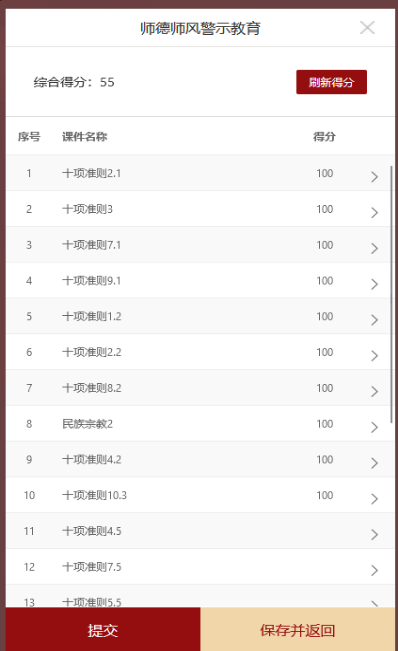 师德师风警示教育
综合得分：55 刷新得分
序号 课件名称 得分
1 十项准则2.1 100
2 十项准则3 100
3 十项准则7.1 100
4 十项准则9.1 100
5 十项准则1.2 100
6 十项准则2.2 100
7 十项准则8.2 100
8 民族宗教2 100
9 十项准则4.2 100
10 十项准则10.3 100
11 十项准则4.5
12 十项准则7.5
13 十项准则5.5
提交 保存并返回